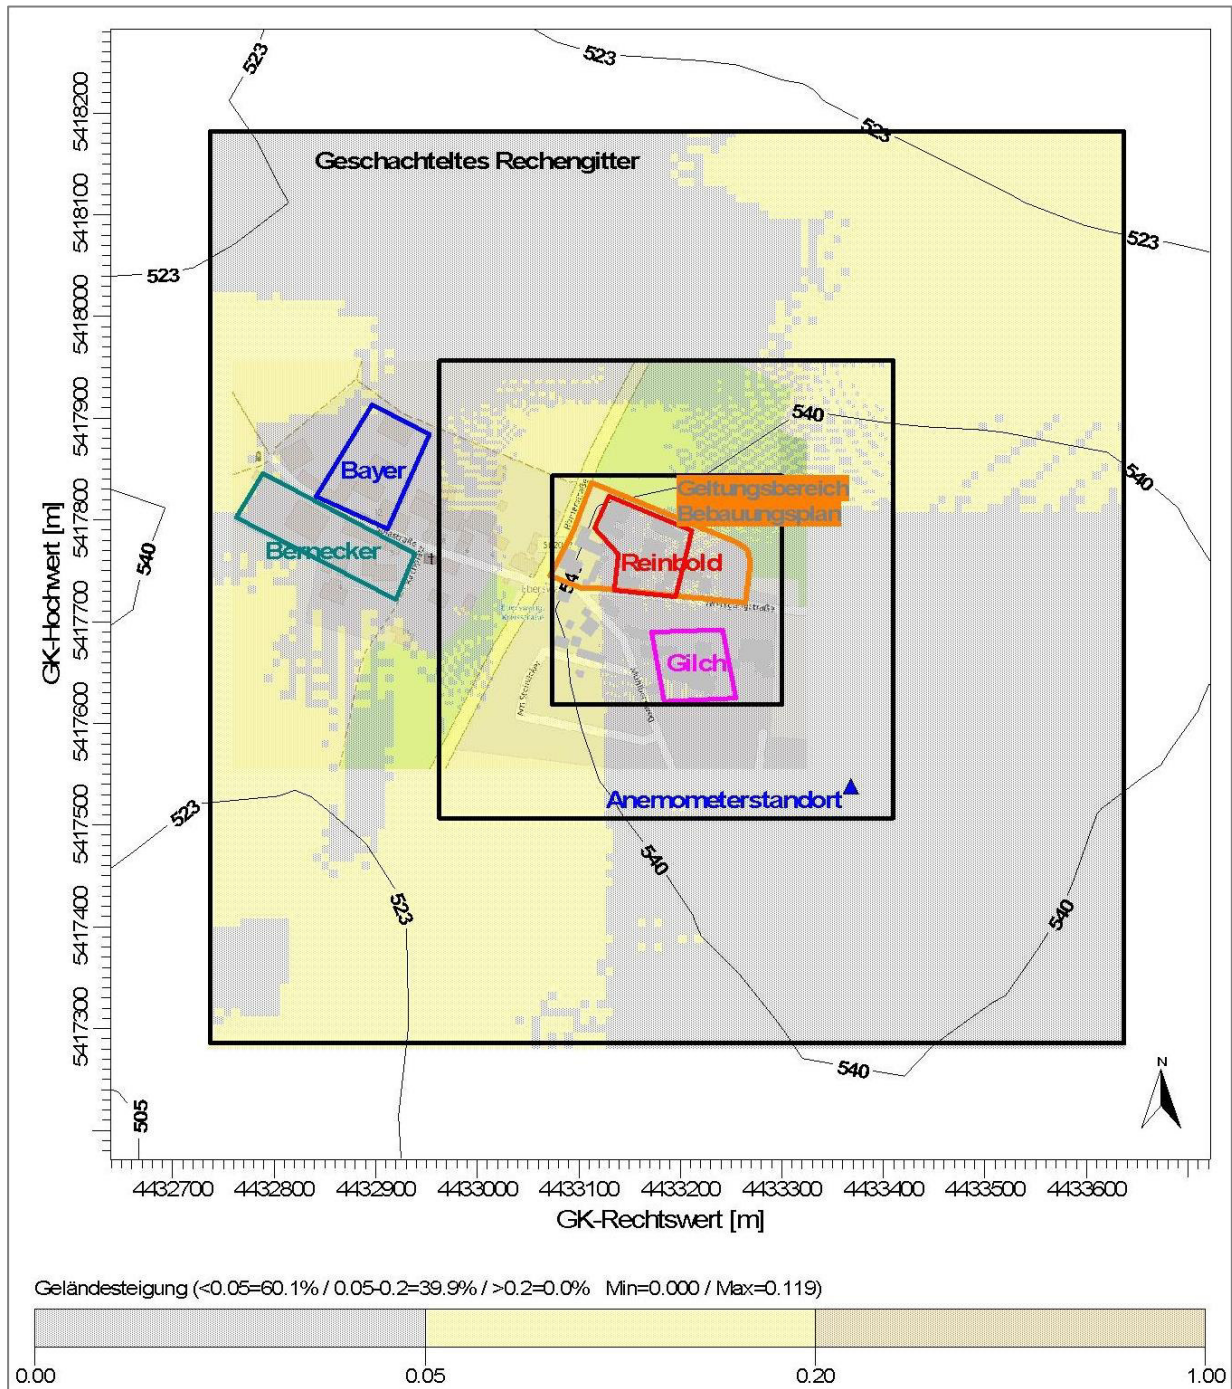 523
523
523
523
523
Geschachteltes Rechengitter
540
540
540
Geltungsbereich
Bebauungsplan
Bayer
Bernecker
Reinbold
Gilch
Am Steinäcker
Anemometerstandort
523
523
540
540
540
505
N
GK-Hochwert [m]
5418200
5418100
5418000
5417900
5417800
5417700
5417600
5417500
5417400
5417300
4432700 4432800 4432900 4433000 4433100 4433200 4433300 4433400 4433500 4433600
GK-Rechtswert [m]
Geländesteigung (<0.05=60.1% / 0.05-0.2=39.9% / >0.2=0.0% Min=0.000 / Max=0.119)
0.00 0.05 0.20 1.00